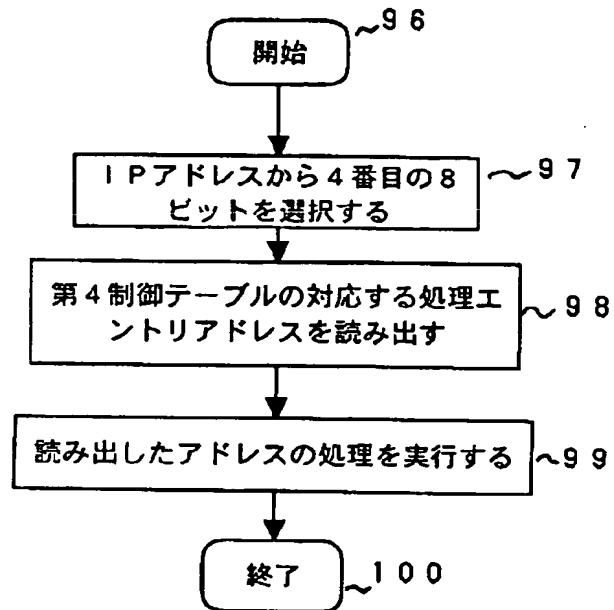 開始
~96
IPアドレスから4番目の8
ビットを選択する
~97
第4制御テーブルの対応する処理エ
ントリアドレスを読み出す
~98
読み出したアドレスの処理を実行する
~99
終了
~100